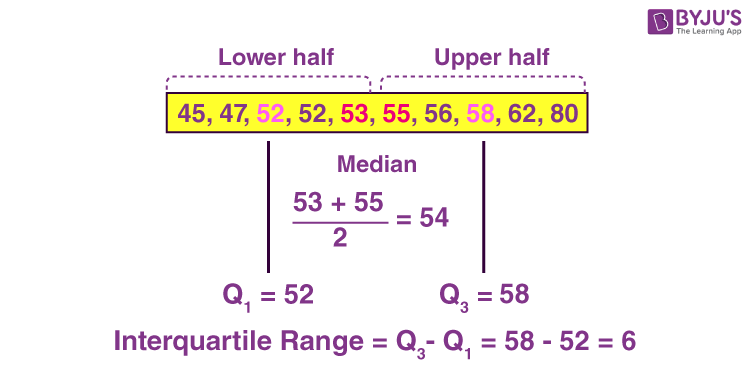 BYJU'S
The Learning App
Lower half Upper half
45, 47, 52, 52, 53, 55, 56, 58, 62, 80
Median
53 + 55
= 54
2
Q1 = 52 Q3 = 58
Interquartile Range = Q3- Q1 = 58 - 52 = 6